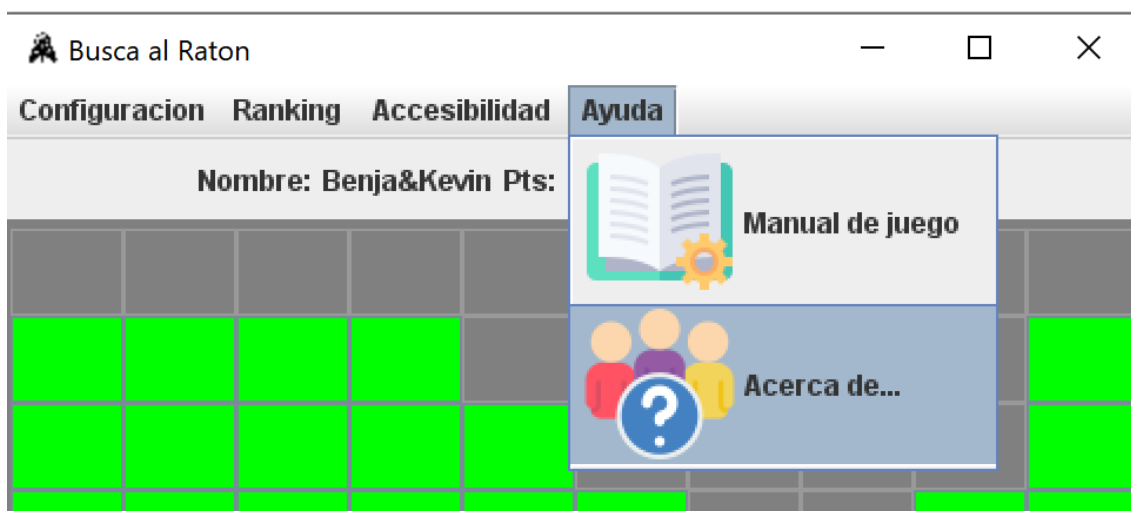 Busca al Raton
Configuracion Ranking Accesibilidad Ayuda
Nombre: Benja&Kevin Pts:
Manual de juego
Acerca de...